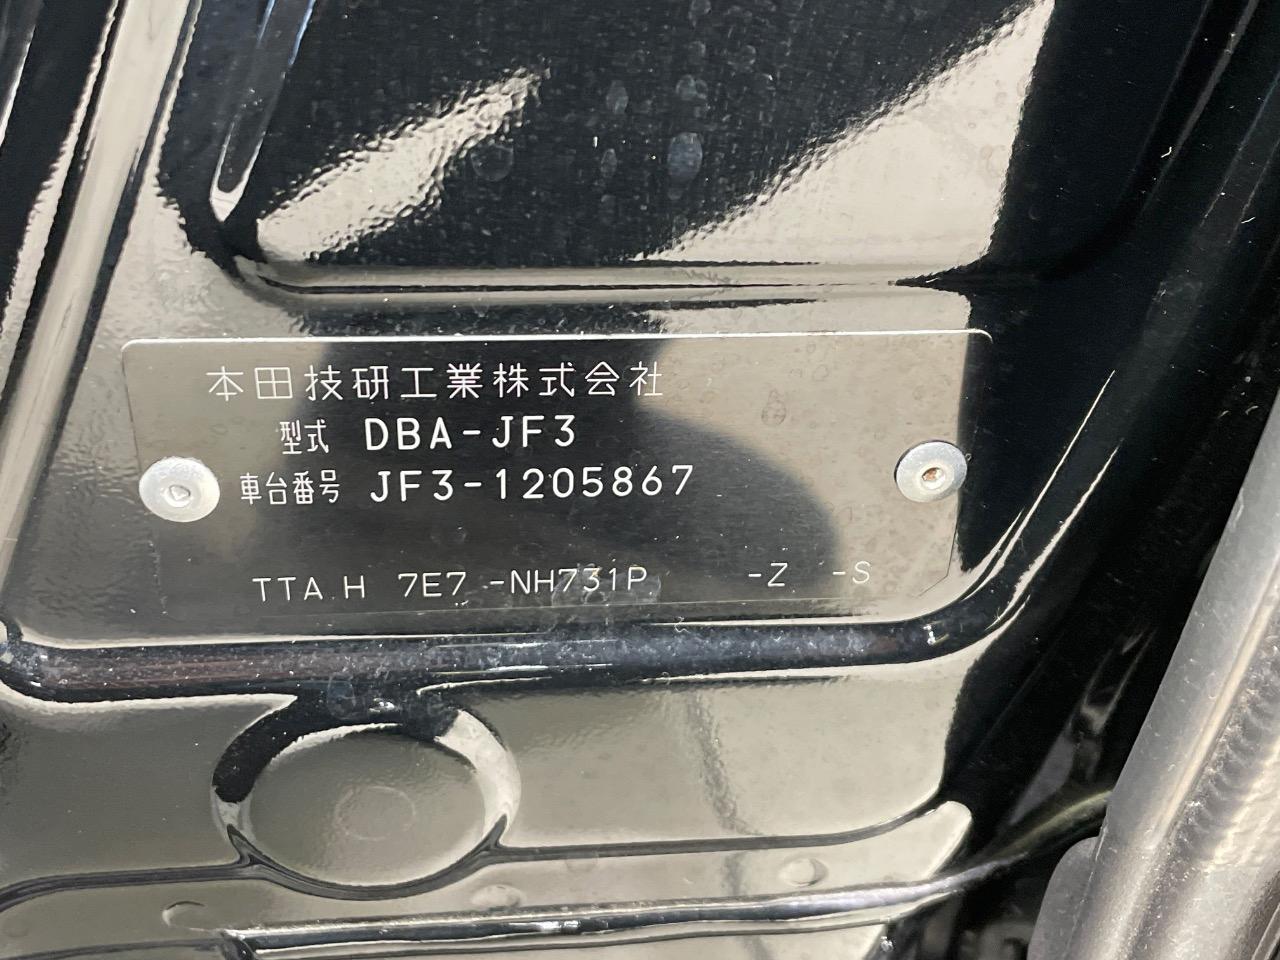 本田技研工業株式会社
型式 DBA-JF3
車台番号 JF3-1205867
TTA H 7E7 -NH731P -Z -S